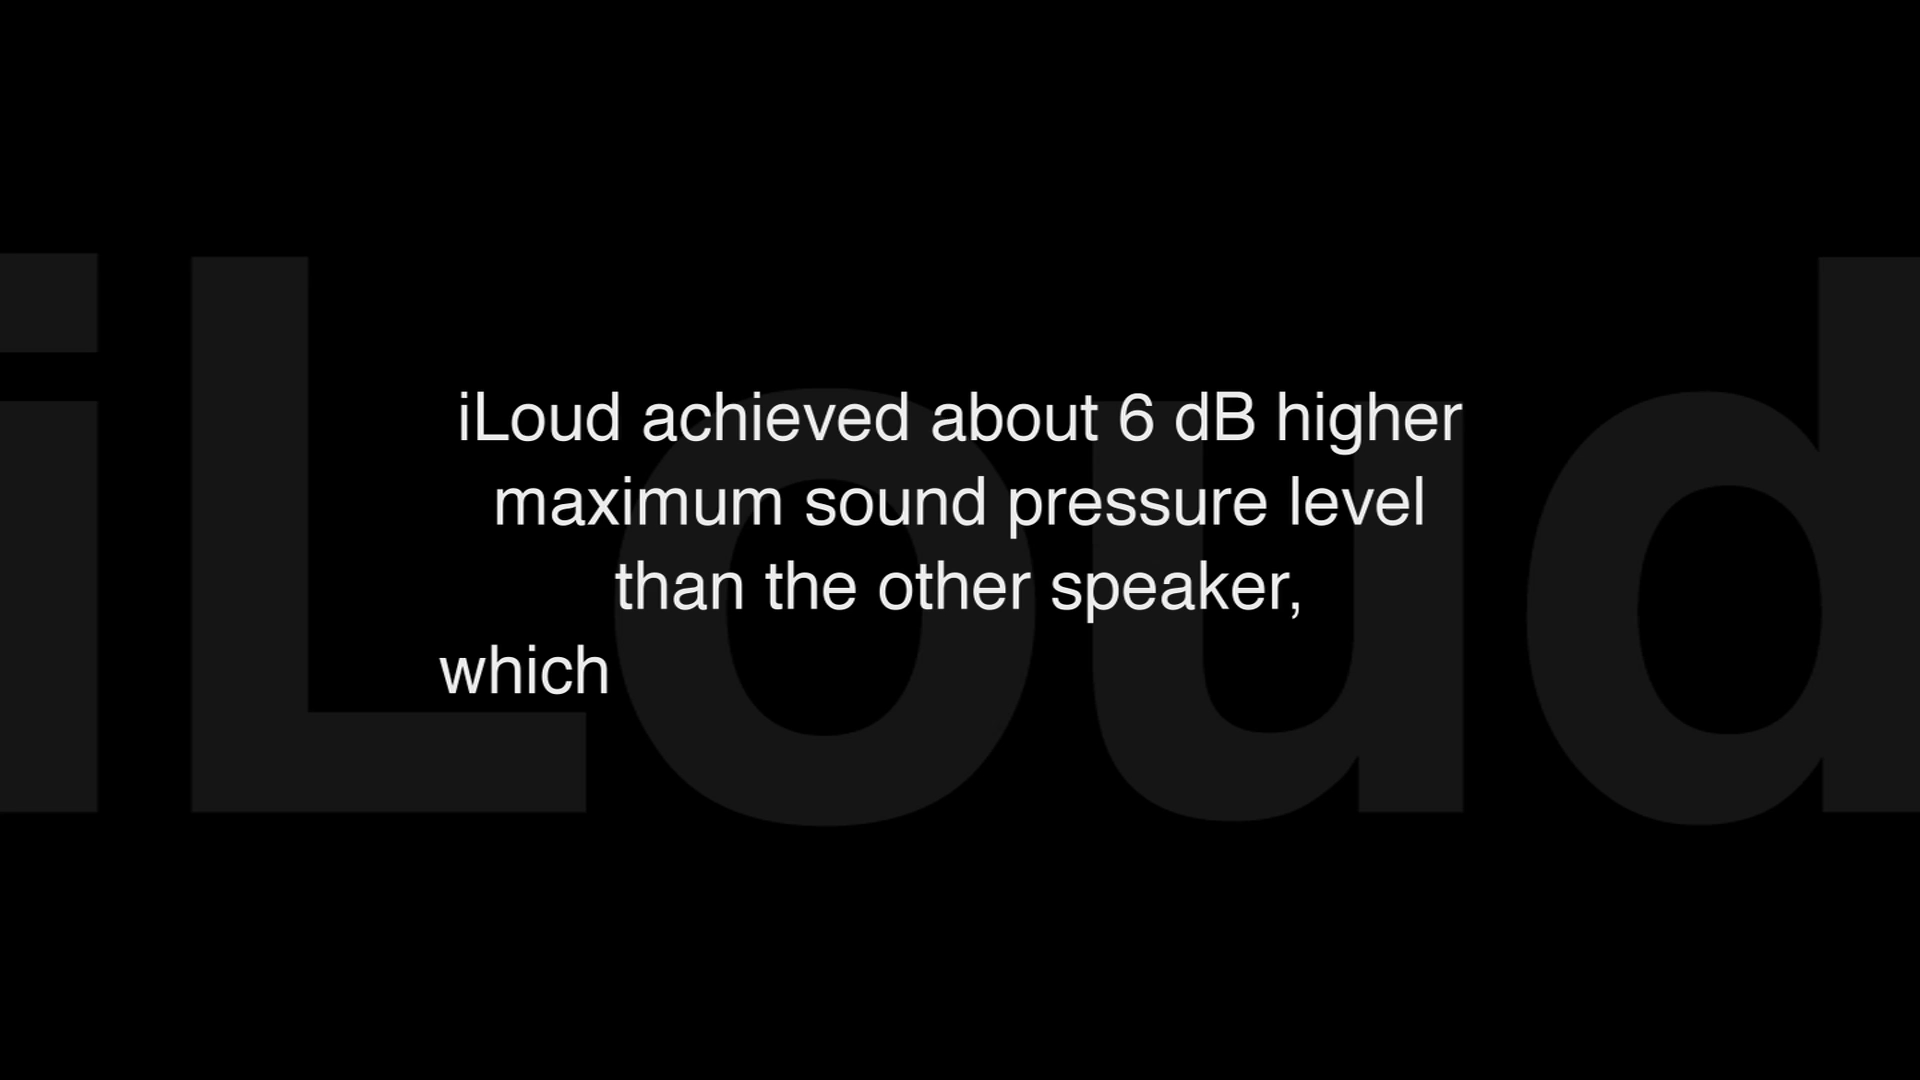 iLoud
iLoud achieved about 6 dB higher
maximum sound pressure level
than the other speaker,
which